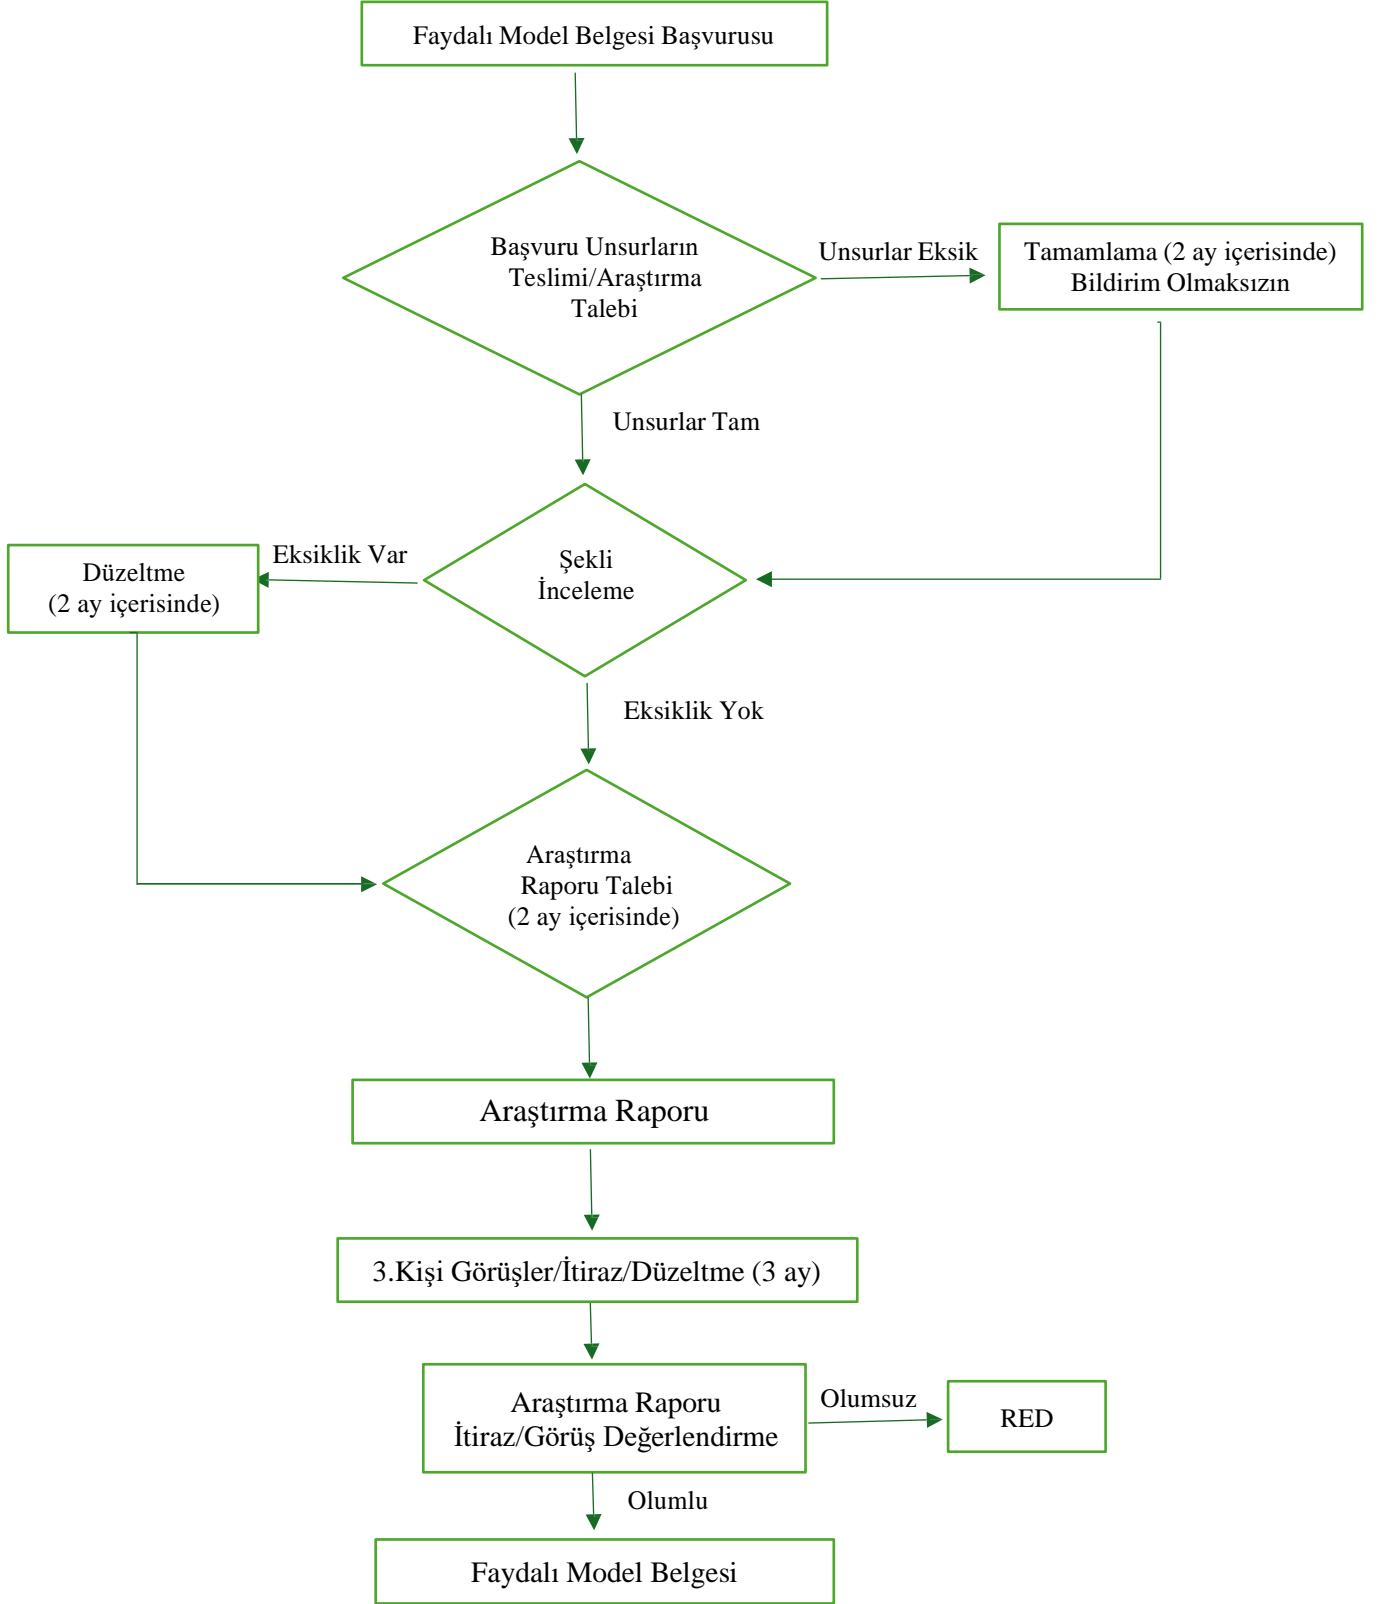 Faydalı Model Belgesi Başvurusu
Başvuru Unsurların
Teslimi/Araştırma
Talebi
Unsurlar Eksik
Tamamlama (2 ay içerisinde)
Bildirim Olmaksızın
Unsurlar Tam
Şekli
İnceleme
Eksiklik Var
Düzeltme
(2 ay içerisinde)
Eksiklik Yok
Araştırma
Raporu Talebi
(2 ay içerisinde)
Araştırma Raporu
3.Kişi Görüşler/İtiraz/Düzeltme (3 ay)
Araştırma Raporu
İtiraz/Görüş Değerlendirme
Olumsuz
RED
Olumlu
Faydalı Model Belgesi